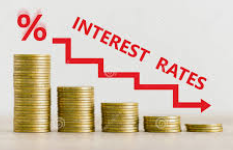 %
INTEREST RATES